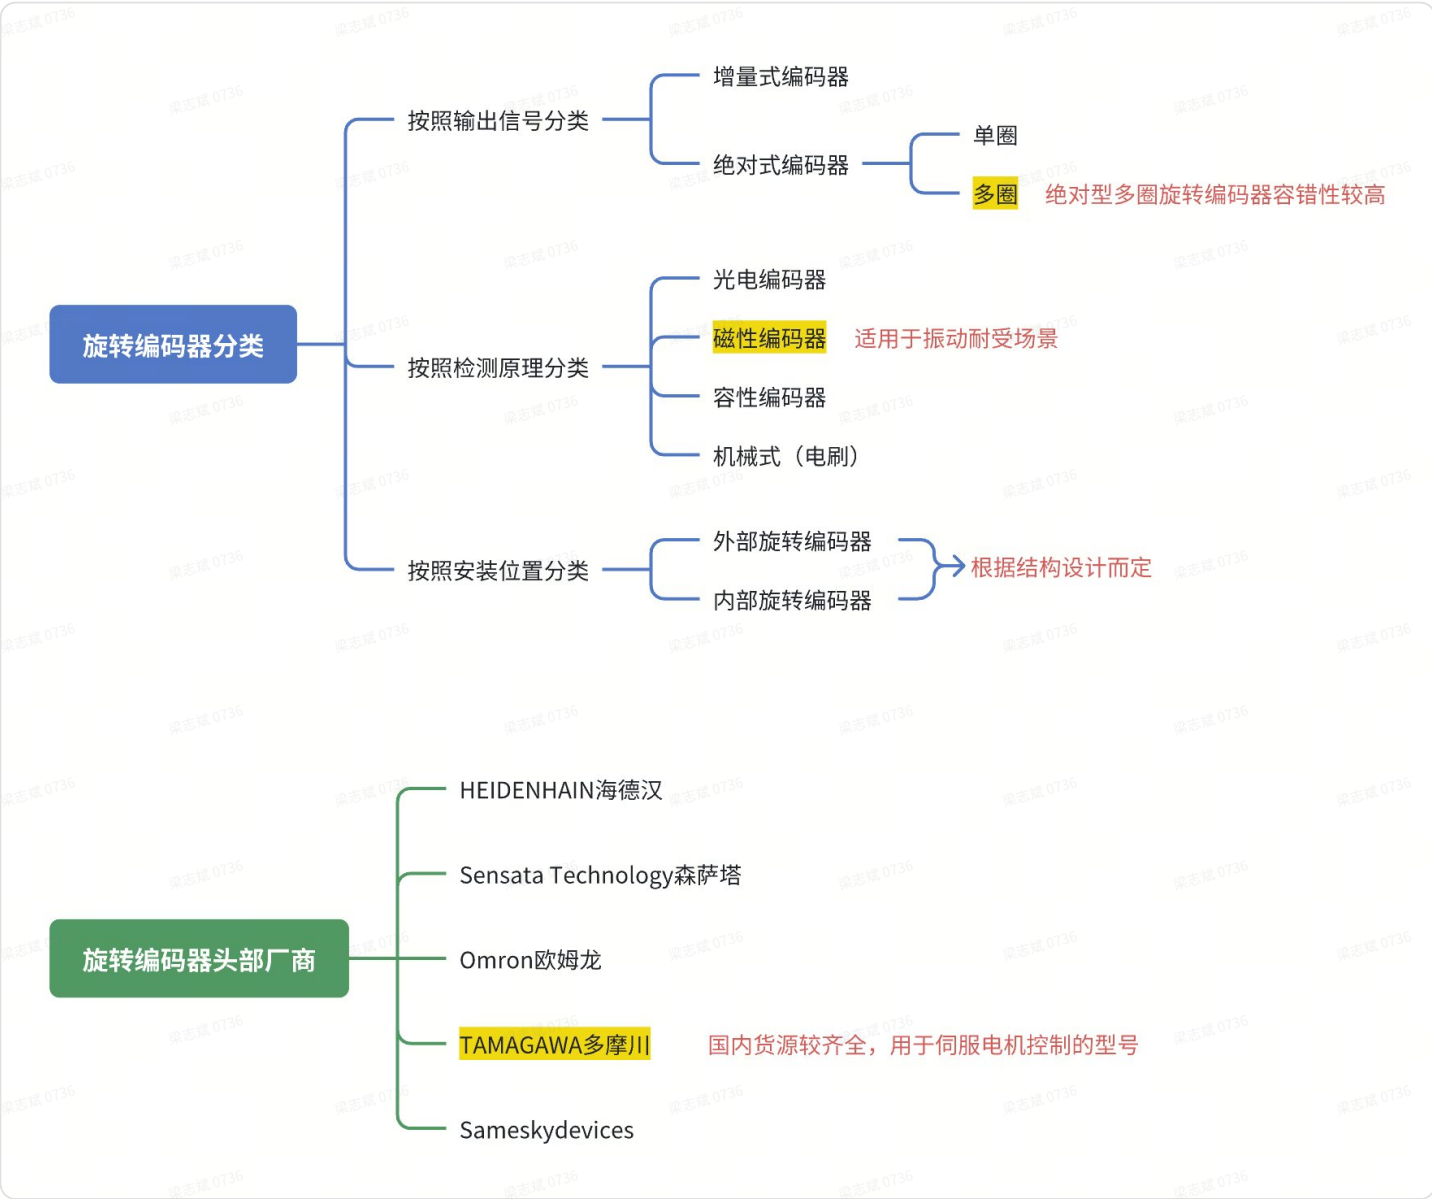 增量式编码器
按照输出信号分类
单圈
绝对式编码器
多圈 绝对型多圈旋转编码器容错性较高
光电编码器
旋转编码器分类
磁性编码器 适用于振动耐受场景
按照检测原理分类
容性编码器
机械式（电刷）
外部旋转编码器
按照安装位置分类
根据结构设计而定
内部旋转编码器
HEIDENHAIN海德汉
Sensata Technology森萨塔
旋转编码器头部厂商
Omron欧姆龙
TAMAGAWA多摩川 国内货源较齐全，用于伺服电机控制的型号
Sameskydevices
梁志斌 0736